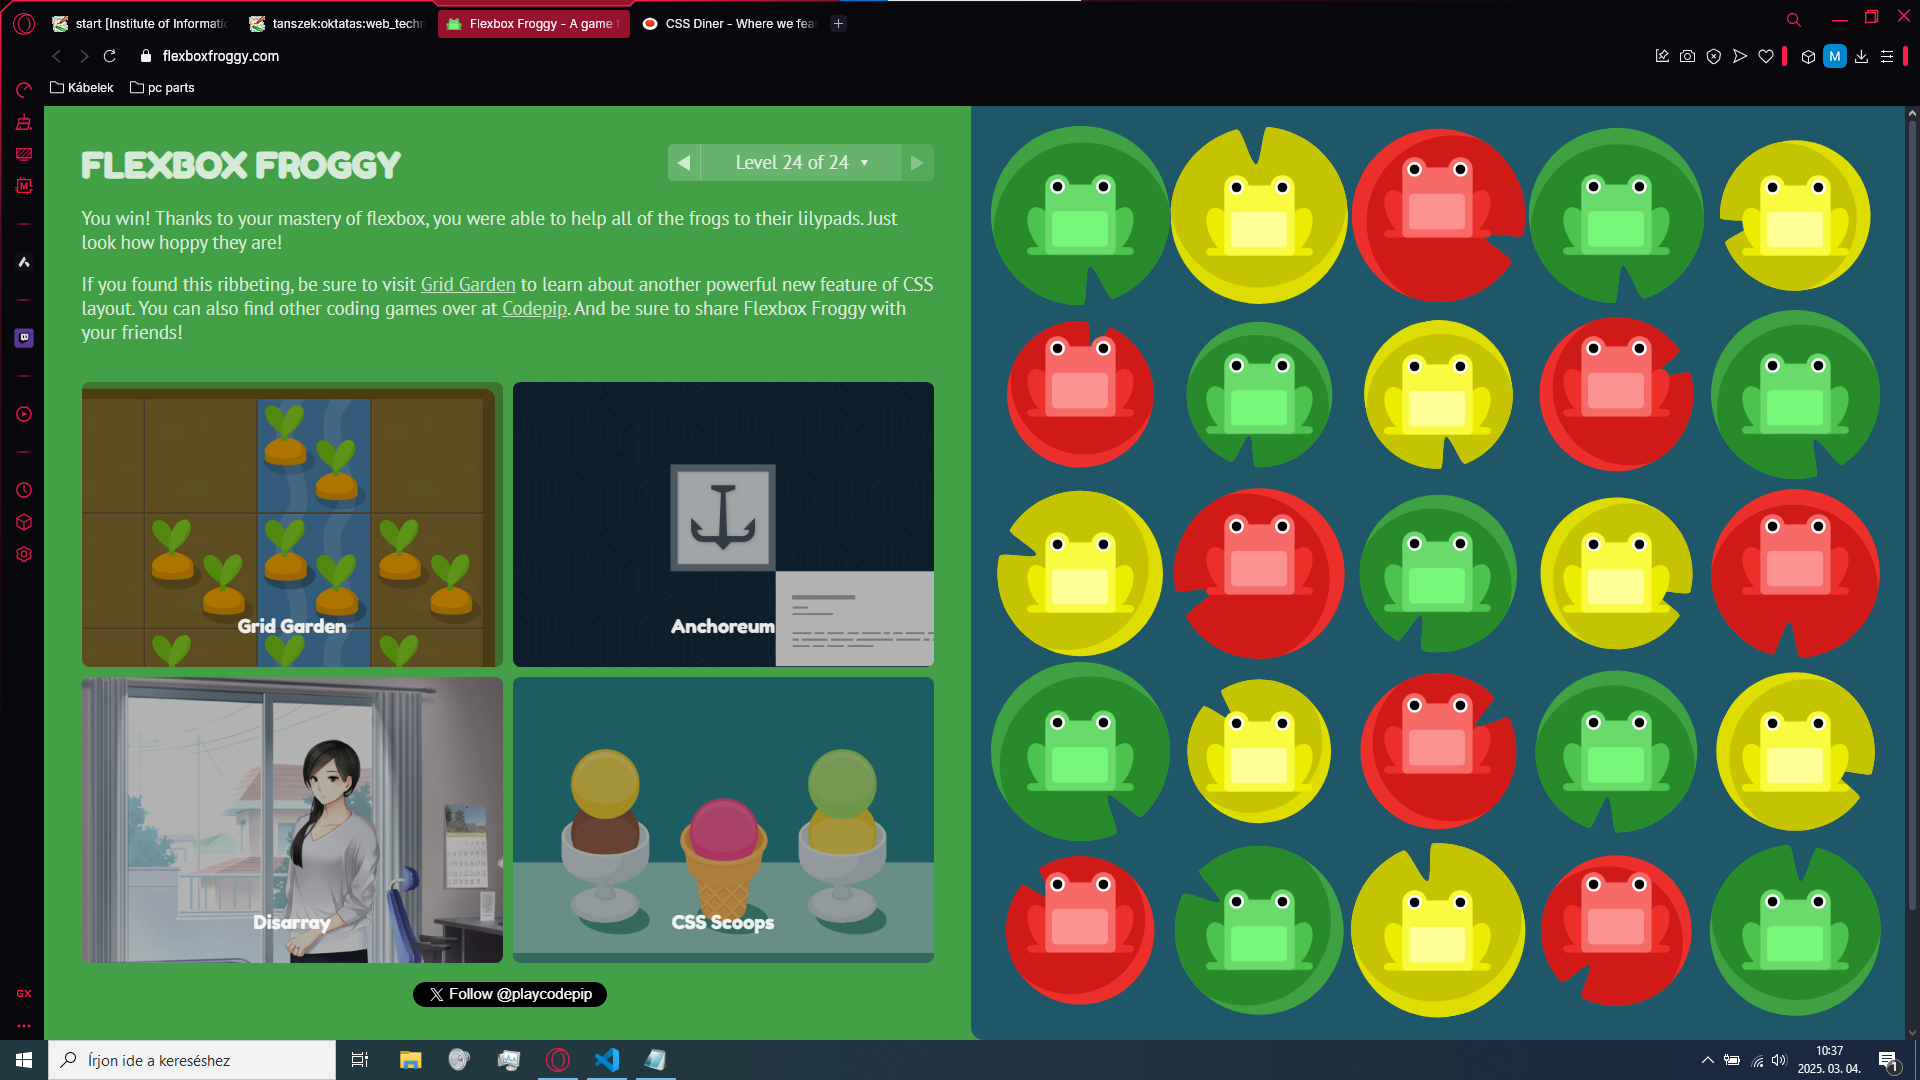 start [Institute of Informatic
tanszek:oktatas:web_techn
Flexbox Froggy - A game f
CSS Diner - Where we fea
flexboxfroggy.com
M
Kábelek
pc parts
FLEXBOX FROGGY
Level 24 of 24
You win! Thanks to your mastery of flexbox, you were able to help all of the frogs to their lilypads. Just
look how hoppy they are!
If you found this ribbeting, be sure to visit Grid Garden to learn about another powerful new feature of CSS
layout. You can also find other coding games over at Codepip. And be sure to share Flexbox Froggy with
your friends!
Grid Garden
Anchoreum
Disarray
CSS Scoops
X Follow @playcodepip
GX
Írjon ide a kereséshez
10:37
2025. 03. 04.
1